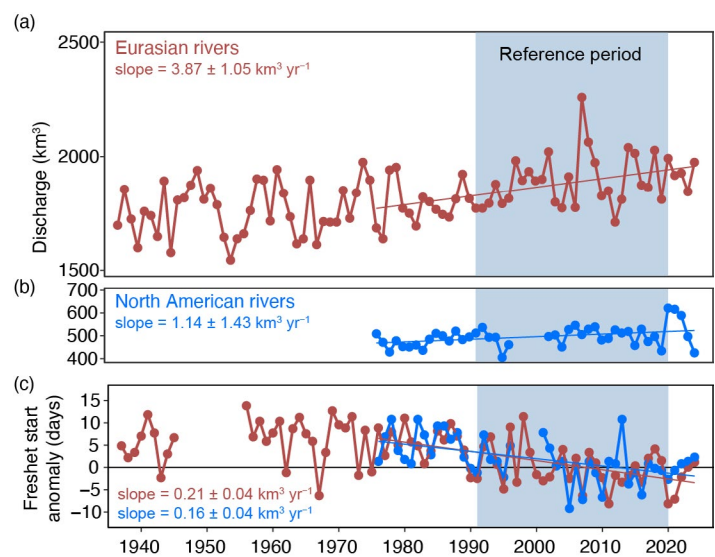 (a)
2500
Eurasian rivers
slope = 3.87 ± 1.05 km³ yr⁻¹
Reference period
2000
Discharge (km³)
1500
(b)
700
North American rivers
600
slope = 1.14 ± 1.43 km³ yr⁻¹
500
400
(c)
15
10
5
0
−5
−10
Freshet start
anomaly (days)
slope = 0.21 ± 0.04 km³ yr⁻¹
slope = 0.16 ± 0.04 km³ yr⁻¹
1940 1950 1960 1970 1980 1990 2000 2010 2020